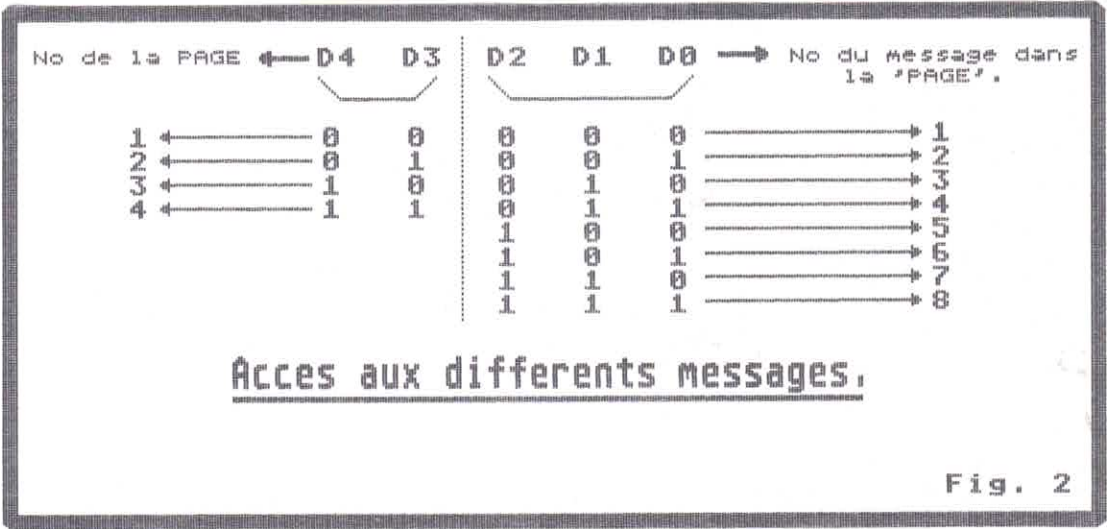 No de la PAGE D4 D3 D2 D1 D0 No du message dans
la 'PAGE'.
1 0 0 0 0 0 1
2 0 1 0 0 1 2
3 1 0 0 1 0 3
4 1 1 0 1 1 4
1 0 0 5
1 0 1 6
1 1 0 7
1 1 1 8
Acces aux differents messages.
Fig. 2